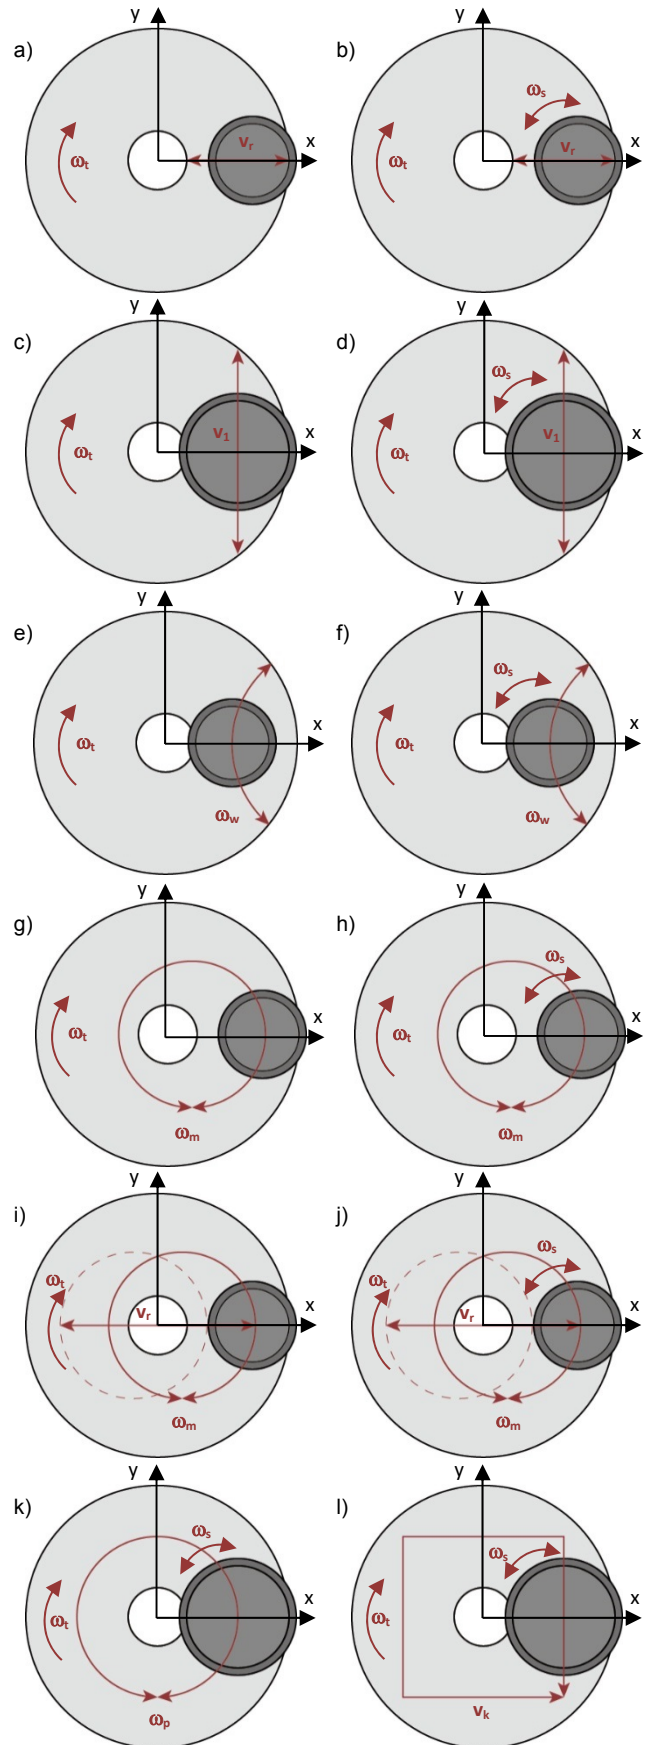 y y
a) b)
ωs
x x
vr vr
ωt ωt
y y
c) d)
ωs
x x
v1 v1
ωt ωt
y y
e) f)
ωs
x x
ωt ωt
ωw ωw
y y
g) h)
ωs
x x
ωt ωt
ωm ωm
y y
i) j)
ωs
ωt ωt
x x
vr vr
ωm ωm
y y
k) l)
ωs ωs
x x
ωt ωt
ωp vk